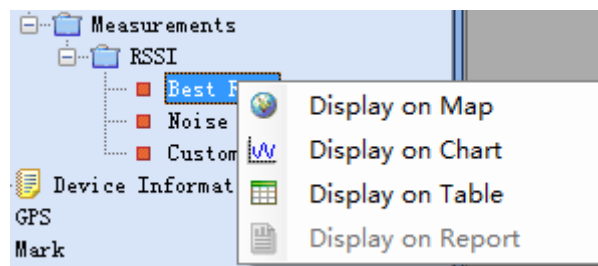 Measurements
RSSI
Best
Noise
Custom
Device Informat
GPS
Mark
Display on Map
Display on Chart
Display on Table
Display on Report